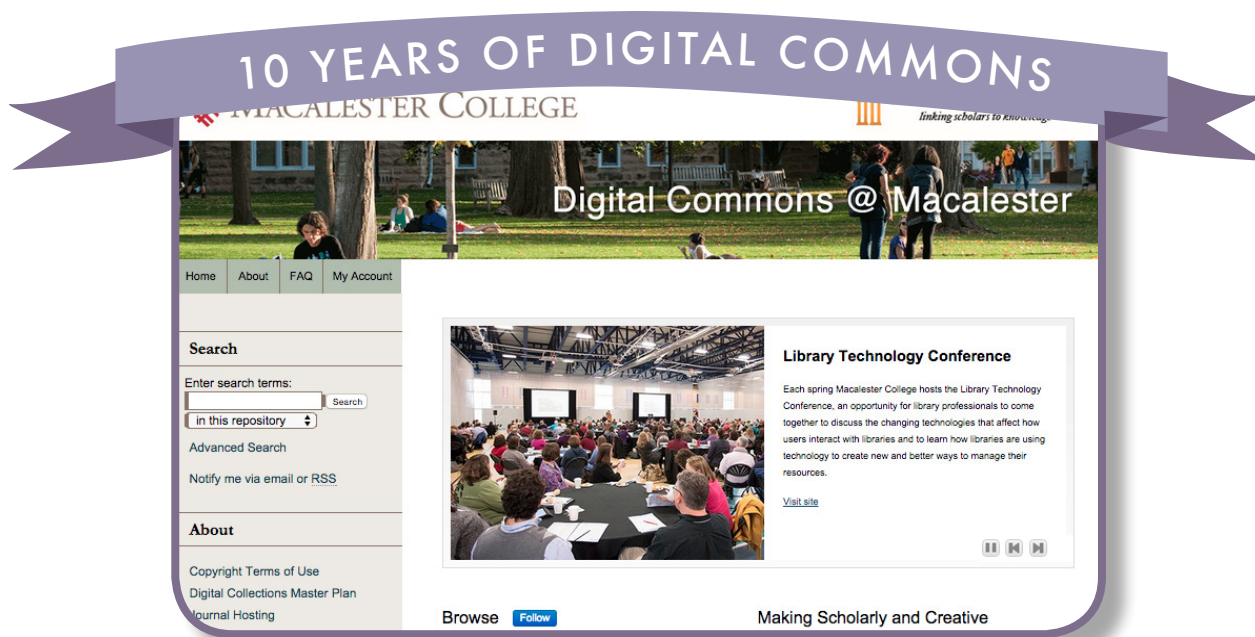 10 YEARS OF DIGITAL COMMONS
MACALESTER COLLEGE
linking scholars to knowledge
Digital Commons @ Macalester
Home About FAQ My Account
Search
Enter search terms:
Search
in this repository
Advanced Search
Notify me via email or RSS
About
Copyright Terms of Use
Digital Collections Master Plan
Journal Hosting
Library Technology Conference
Each spring Macalester College hosts the Library Technology
Conference, an opportunity for library professionals to come
together to discuss the changing technologies that affect how
users interact with libraries and to learn how libraries are using
technology to create new and better ways to manage their
resources.
Visit site
Browse Follow
Making Scholarly and Creative